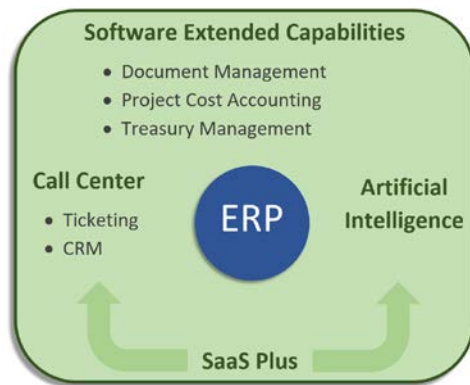 Software Extended Capabilities
• Document Management
• Project Cost Accounting
• Treasury Management
Call Center
• Ticketing
• CRM
ERP
Artificial
Intelligence
SaaS Plus